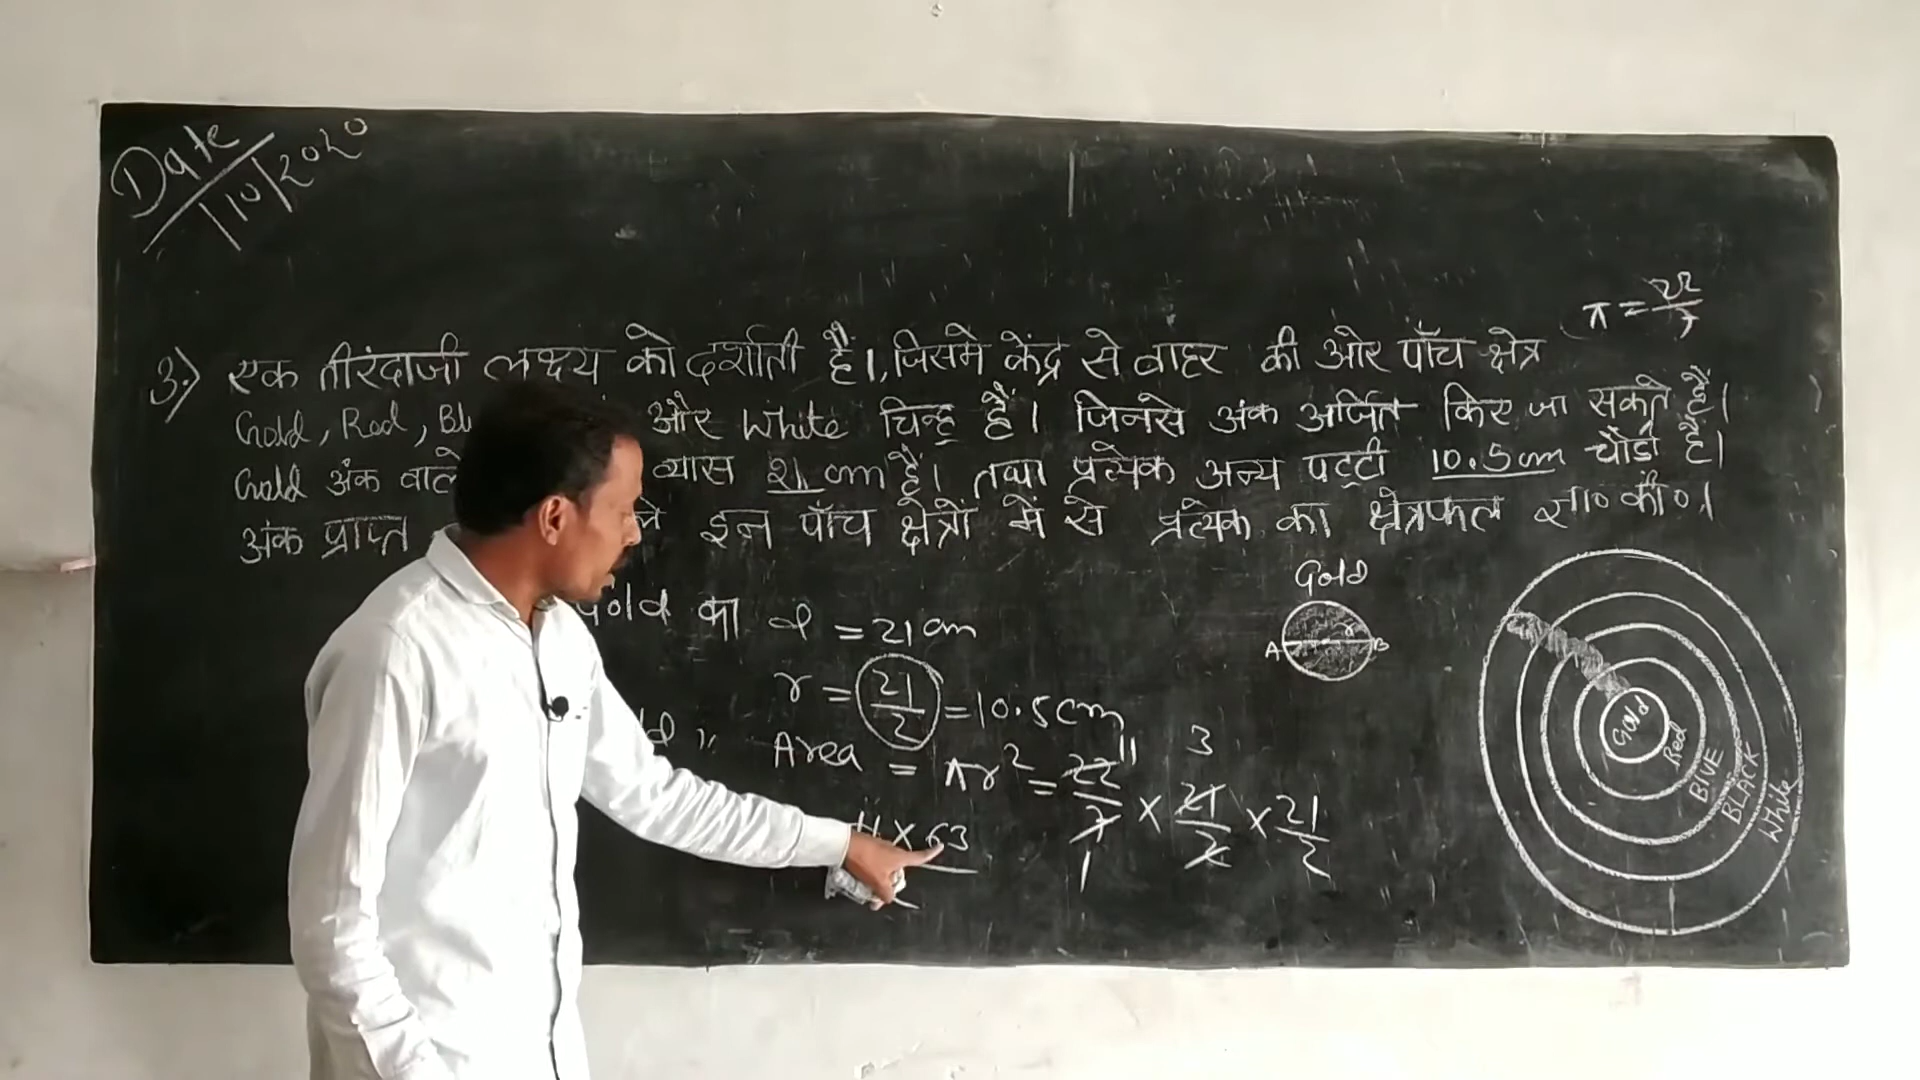 Date
/10/2020
π = 22/7
3.) एक तीरंदाजी लक्ष्य को दर्शाती है।, जिसमे केंद्र से बाहर की ओर पाँच क्षेत्र
Gold, Red, और White चिन्ह हैं। जिनसे अंक अर्जित किए जा सकते हैं।
Gold अंक वाले व्यास 21 cm है। तथा प्रत्येक अन्य पट्टी 10.5 cm चौडी है।
अंक प्राप्त इन पाँच क्षेत्रों में से प्रत्येक का क्षेत्रफल ज्ञा० की०।
Gold
A r B
Gold का d = 21 cm
r = 21/2 = 10.5 cm
Area = πr² = 22/7 11 1 × 21/2 3 × 21/2
11 × 63
Gold
Red
BLUE
BLACK
White